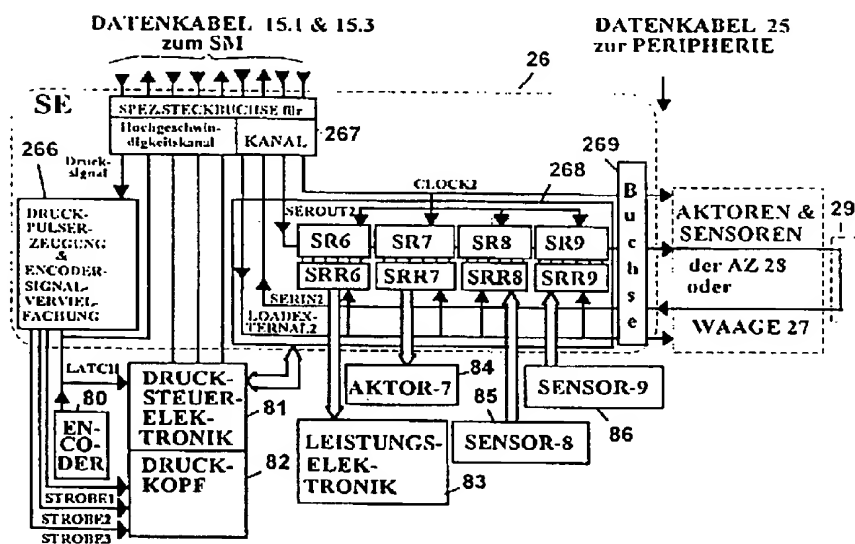 DATENKABEL 15.1 & 15.3
zum SM
DATENKABEL 25
zur PERIPHERIE
26
SE
SPEZ.STECKBUCHSE für
Hochgeschwin-
digkeitskanal
KANAL
267
266
Druck-
signal
269
268
CLOCK2
SEROUT2
DRUCK-
PULSER-
ZEUGUNG
&
ENCODER-
SIGNAL-
VERVIEL-
FACHUNG
SR6
SR7
SR8
SR9
SRR6
SRR7
SRR8
SRR9
SERIN2
LOADEX-
TERNAL2
Buchse
AKTOREN &
SENSOREN
der AZ 28
oder
WAAGE 27
29
LATCH
80
EN-
CO-
DER
DRUCK-
STEUER-
ELEK-
TRONIK
81
DRUCK-
KOPF
82
STROBE1
STROBE2
STROBE3
84
AKTOR-7
85
SENSOR-9
86
LEISTUNGS-
ELEK-
TRONIK
83
SENSOR-8